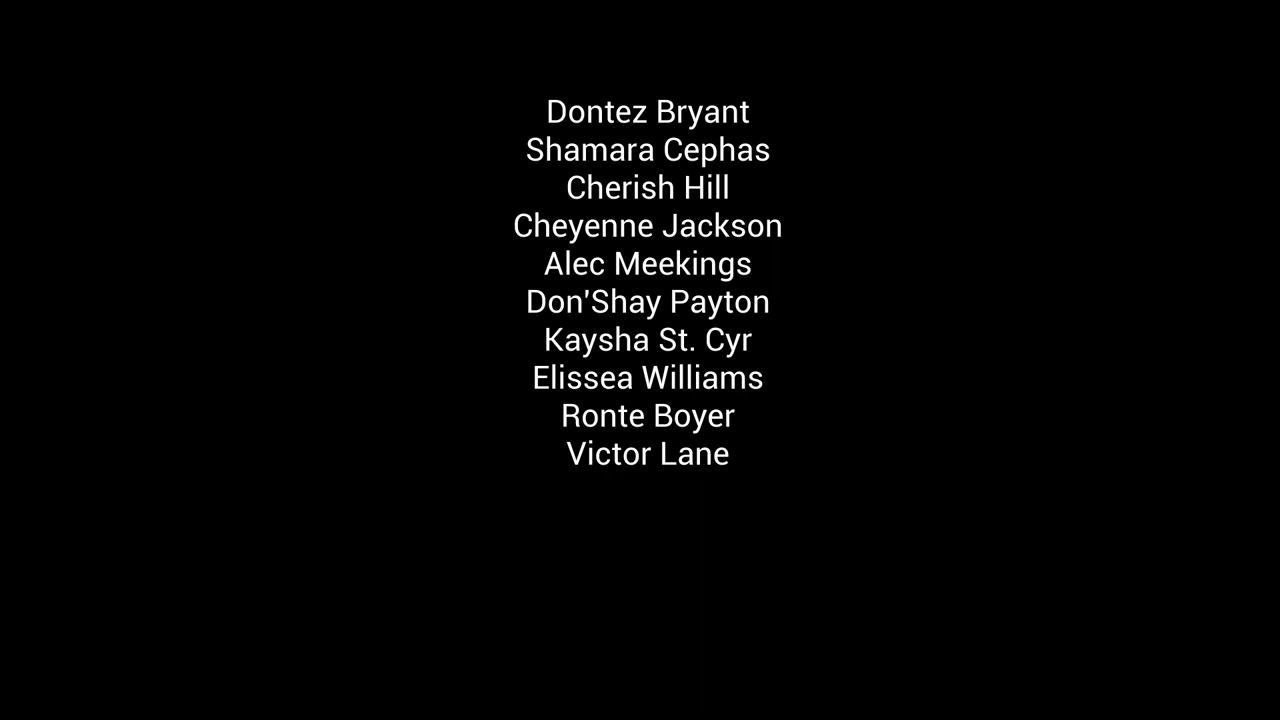 Dontez Bryant
Shamara Cephas
Cherish Hill
Cheyenne Jackson
Alec Meekings
Don'Shay Payton
Kaysha St. Cyr
Elissea Williams
Ronte Boyer
Victor Lane